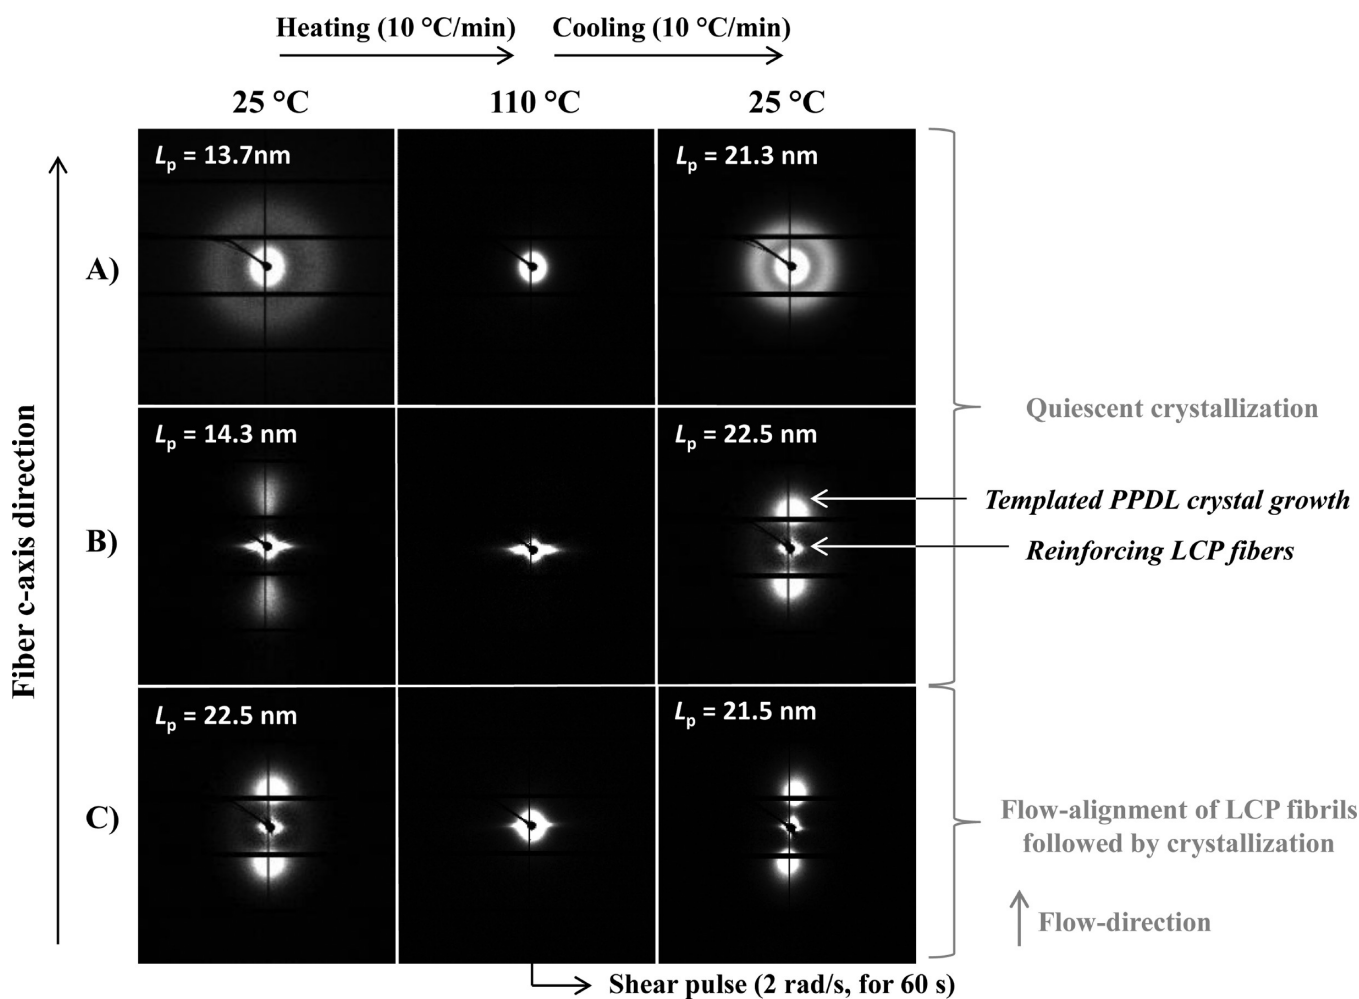 Heating (10 °C/min)
Cooling (10 °C/min)
25 °C
110 °C
25 °C
Fiber c-axis direction
A)
Lp = 13.7nm
Lp = 21.3 nm
Quiescent crystallization
B)
Lp = 14.3 nm
Lp = 22.5 nm
Templated PPDL crystal growth
Reinforcing LCP fibers
C)
Lp = 22.5 nm
Lp = 21.5 nm
Flow-alignment of LCP fibrils
followed by crystallization
Flow-direction
Shear pulse (2 rad/s, for 60 s)